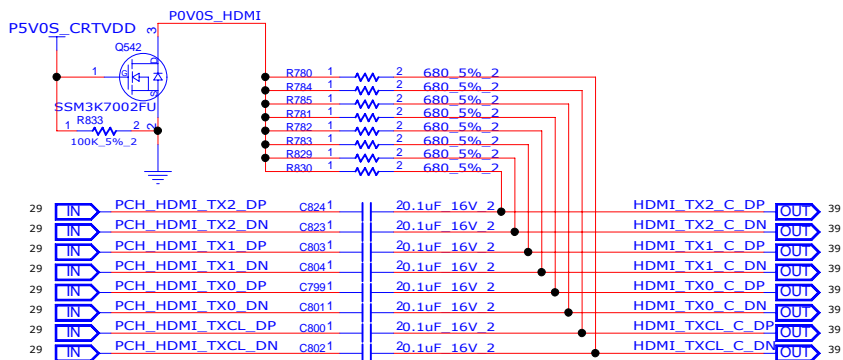 P0V0S_HDMI
P5V0S_CRTVDD
3
Q542
D
1
G
S
SSM3K7002FU
R833
1 2
2
100K_5%_2
R780 1 2 680_5%_2
R784 1 2 680_5%_2
R785 1 2 680_5%_2
R781 1 2 680_5%_2
R782 1 2 680_5%_2
R783 1 2 680_5%_2
R829 1 2 680_5%_2
R830 1 2 680_5%_2
29 IN PCH_HDMI_TX2_DP C824 1 2 0.1uF_16V_2 HDMI_TX2_C_DP OUT 39
29 IN PCH_HDMI_TX2_DN C823 1 2 0.1uF_16V_2 HDMI_TX2_C_DN OUT 39
29 IN PCH_HDMI_TX1_DP C803 1 2 0.1uF_16V_2 HDMI_TX1_C_DP OUT 39
29 IN PCH_HDMI_TX1_DN C804 1 2 0.1uF_16V_2 HDMI_TX1_C_DN OUT 39
29 IN PCH_HDMI_TX0_DP C799 1 2 0.1uF_16V_2 HDMI_TX0_C_DP OUT 39
29 IN PCH_HDMI_TX0_DN C801 1 2 0.1uF_16V_2 HDMI_TX0_C_DN OUT 39
29 IN PCH_HDMI_TXCL_DP C800 1 2 0.1uF_16V_2 HDMI_TXCL_C_DP OUT 39
29 IN PCH_HDMI_TXCL_DN C802 1 2 0.1uF_16V_2 HDMI_TXCL_C_DN OUT 39